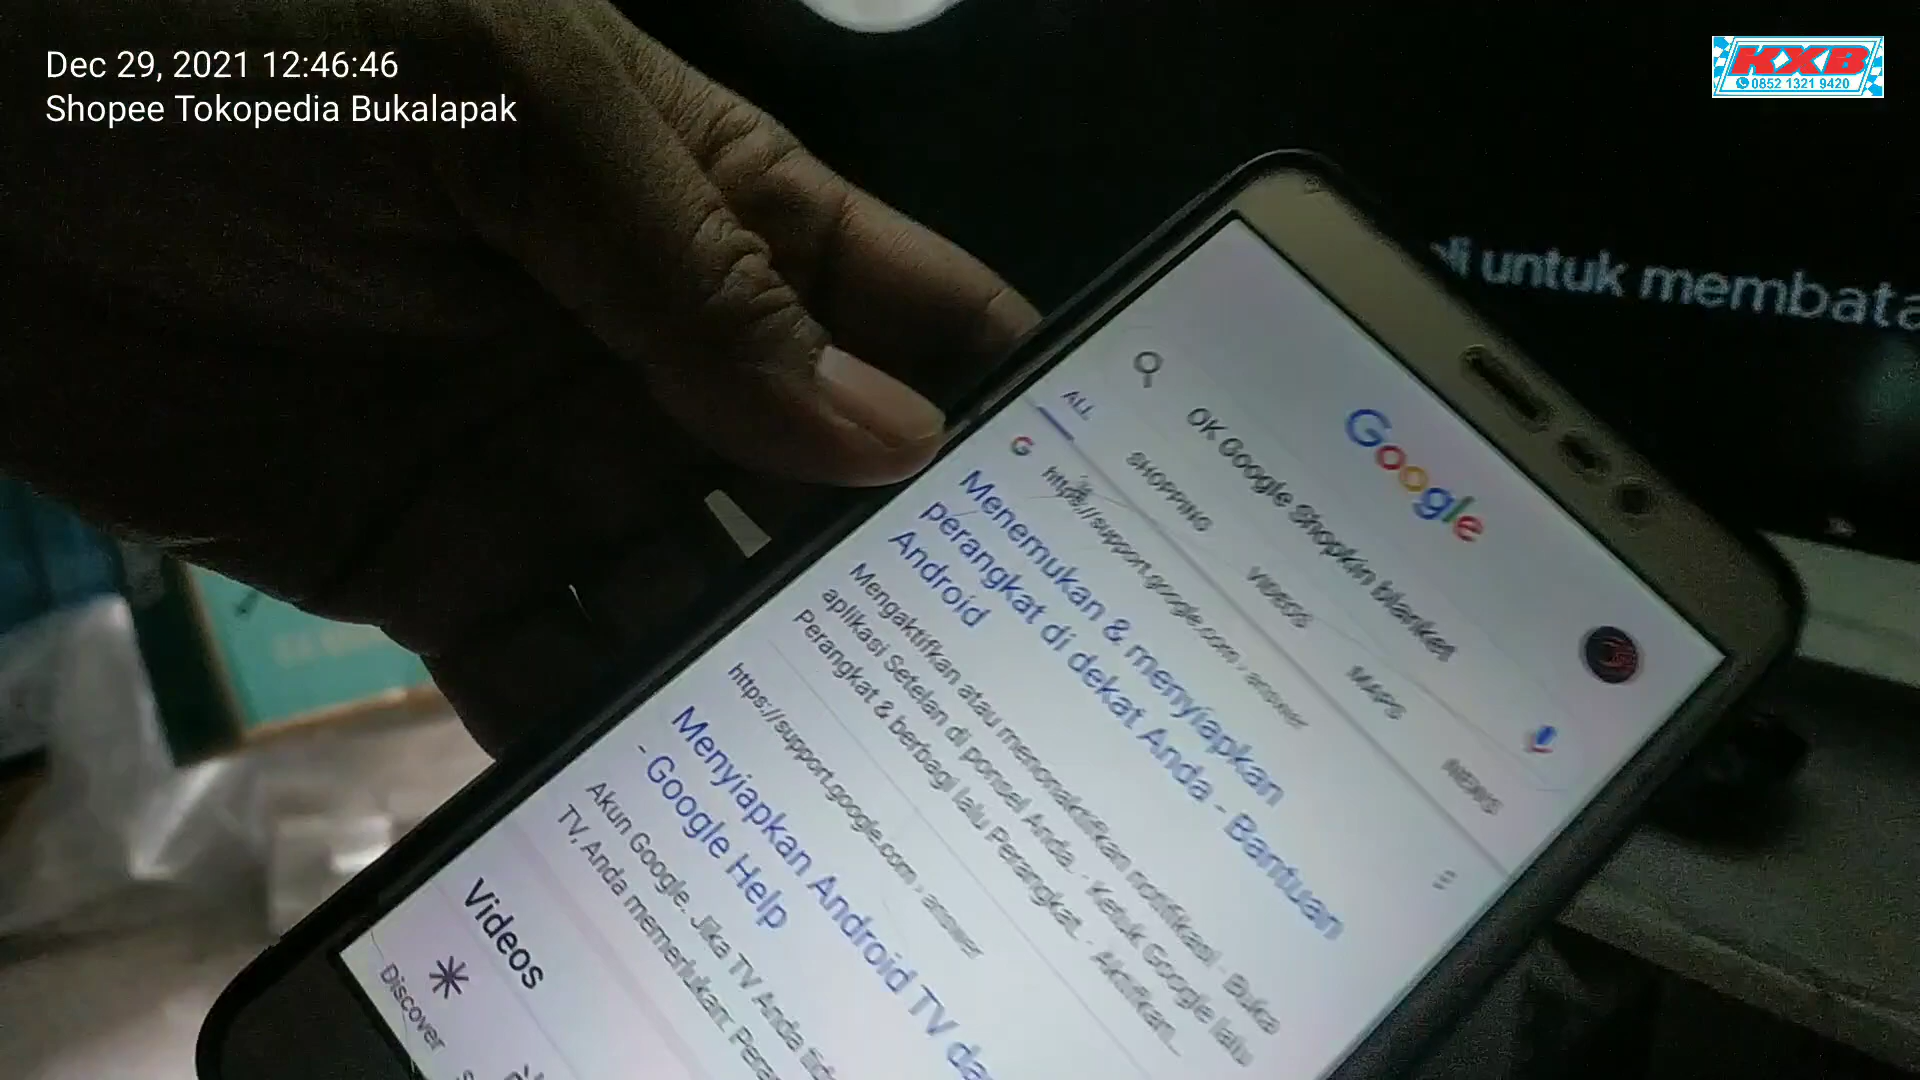 Dec 29, 2021 12:46:46
Shopee Tokopedia Bukalapak
KXB
0852 1321 9420
untuk membata
Google
OK Google Shopkin blanket
ALL SHOPPING VIDEOS MAPS NEWS
https://support.google.com › answer
Menemukan & menyiapkan
perangkat di dekat Anda - Bantuan
Android
Mengaktifkan atau menonaktifkan notifikasi · Buka
aplikasi Setelan di ponsel Anda. · Ketuk Google lalu
Perangkat & berbagi lalu Perangkat. · Aktifkan...
https://support.google.com › answer
Menyiapkan Android TV da
- Google Help
Akun Google. Jika TV Anda tida
TV, Anda memerlukan: Pera
Videos
Discover